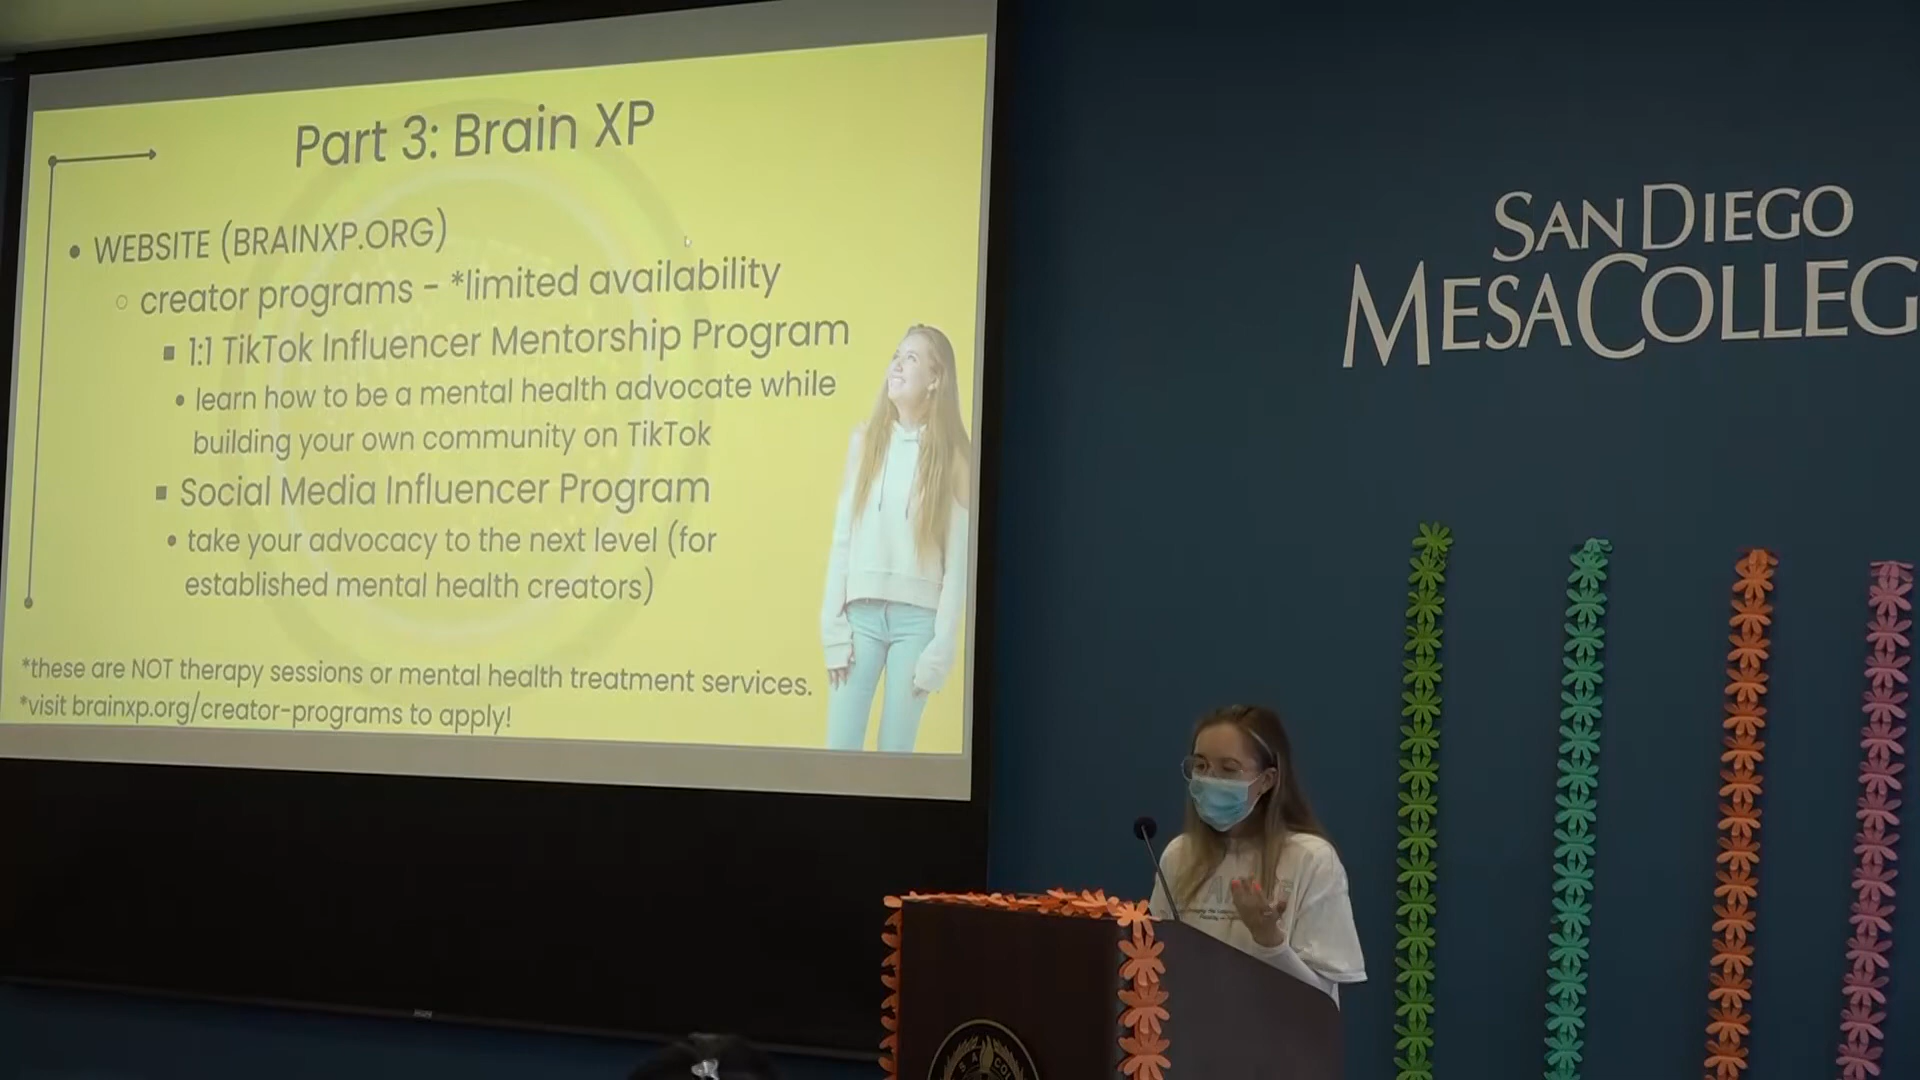 Part 3: Brain XP
• WEBSITE (BRAINXP.ORG)
○ creator programs - *limited availability
▪ 1:1 TikTok Influencer Mentorship Program
• learn how to be a mental health advocate while
building your own community on TikTok
▪ Social Media Influencer Program
• take your advocacy to the next level (for
established mental health creators)
*these are NOT therapy sessions or mental health treatment services.
*visit brainxp.org/creator-programs to apply!
SAN DIEGO
MESA COLLEG